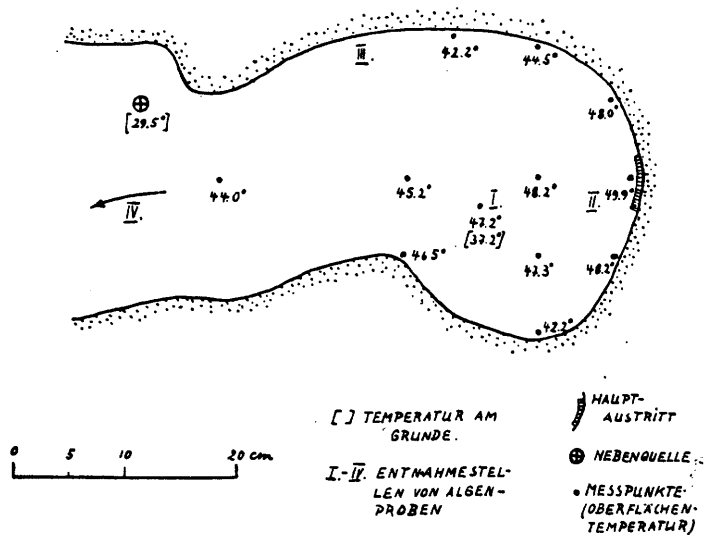 III.
42.2°
44.5°
48.0°
[29.5°]
44.0°
45.2°
I.
48.2°
II.
49.9°
IV.
47.2°
[37.2°]
46.5°
47.3°
48.2°
42.2°
[ ] TEMPERATUR AM
GRUNDE.
I.-IV. ENTNAHMESTEL-
LEN VON ALGEN-
PROBEN
HAUPT-
AUSTRITT
NEBENQUELLE
MESSPUNKTE
(OBERFLÄCHEN-
TEMPERATUR)
0 5 10 20 cm